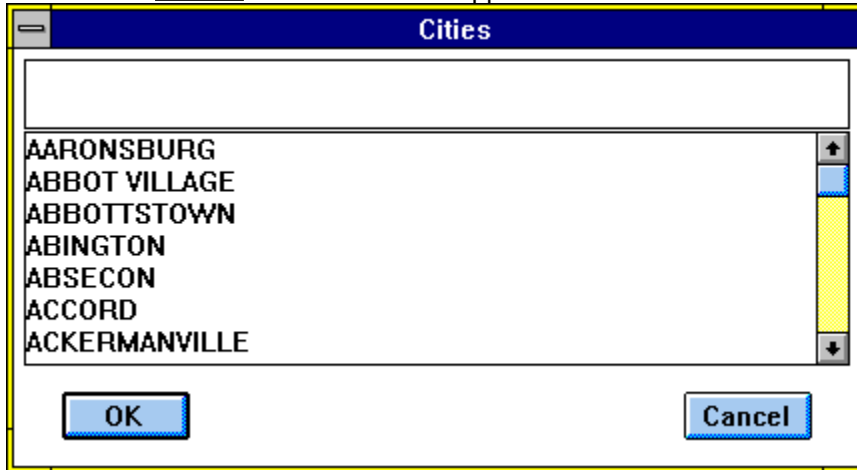 Cities
AARONSBURG
ABBOT VILLAGE
ABBOTTSTOWN
ABINGTON
ABSECON
ACCORD
ACKERMANVILLE
OK
Cancel